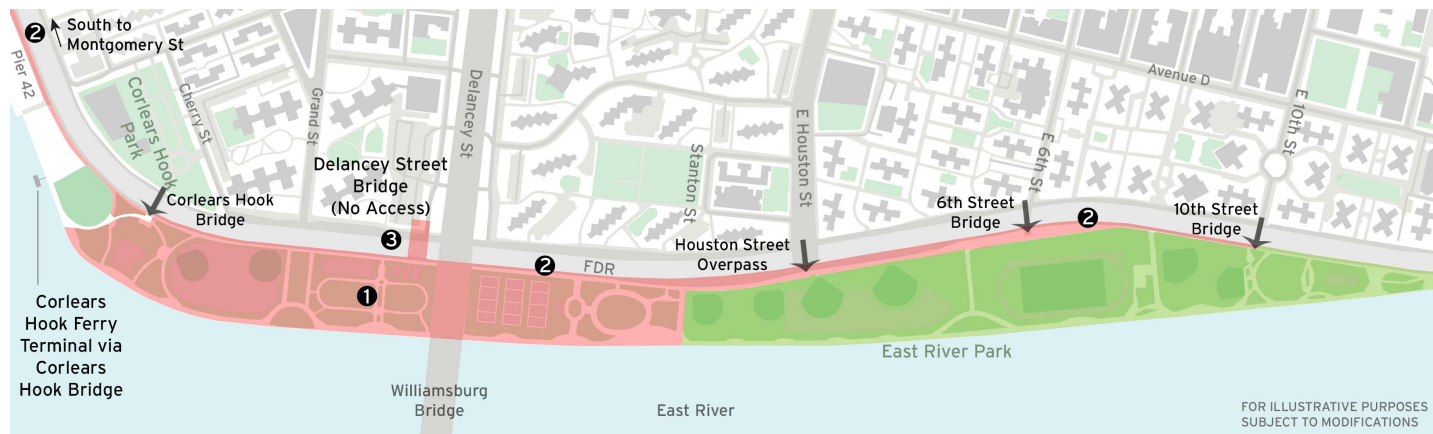 2
South to
Montgomery St
Pier 42
Corlears Hook
Park
Cherry St
Grand St
Delancey St
Delancey Street
Bridge
(No Access)
Corlears Hook
Bridge
3
2
FDR
1
Stanton St
E Houston St
Houston Street
Overpass
6th Street
Bridge
E 6th St
2
Avenue D
E 10th St
10th Street
Bridge
Corlears
Hook Ferry
Terminal via
Corlears
Hook Bridge
Williamsburg
Bridge
East River
East River Park
FOR ILLUSTRATIVE PURPOSES
SUBJECT TO MODIFICATIONS